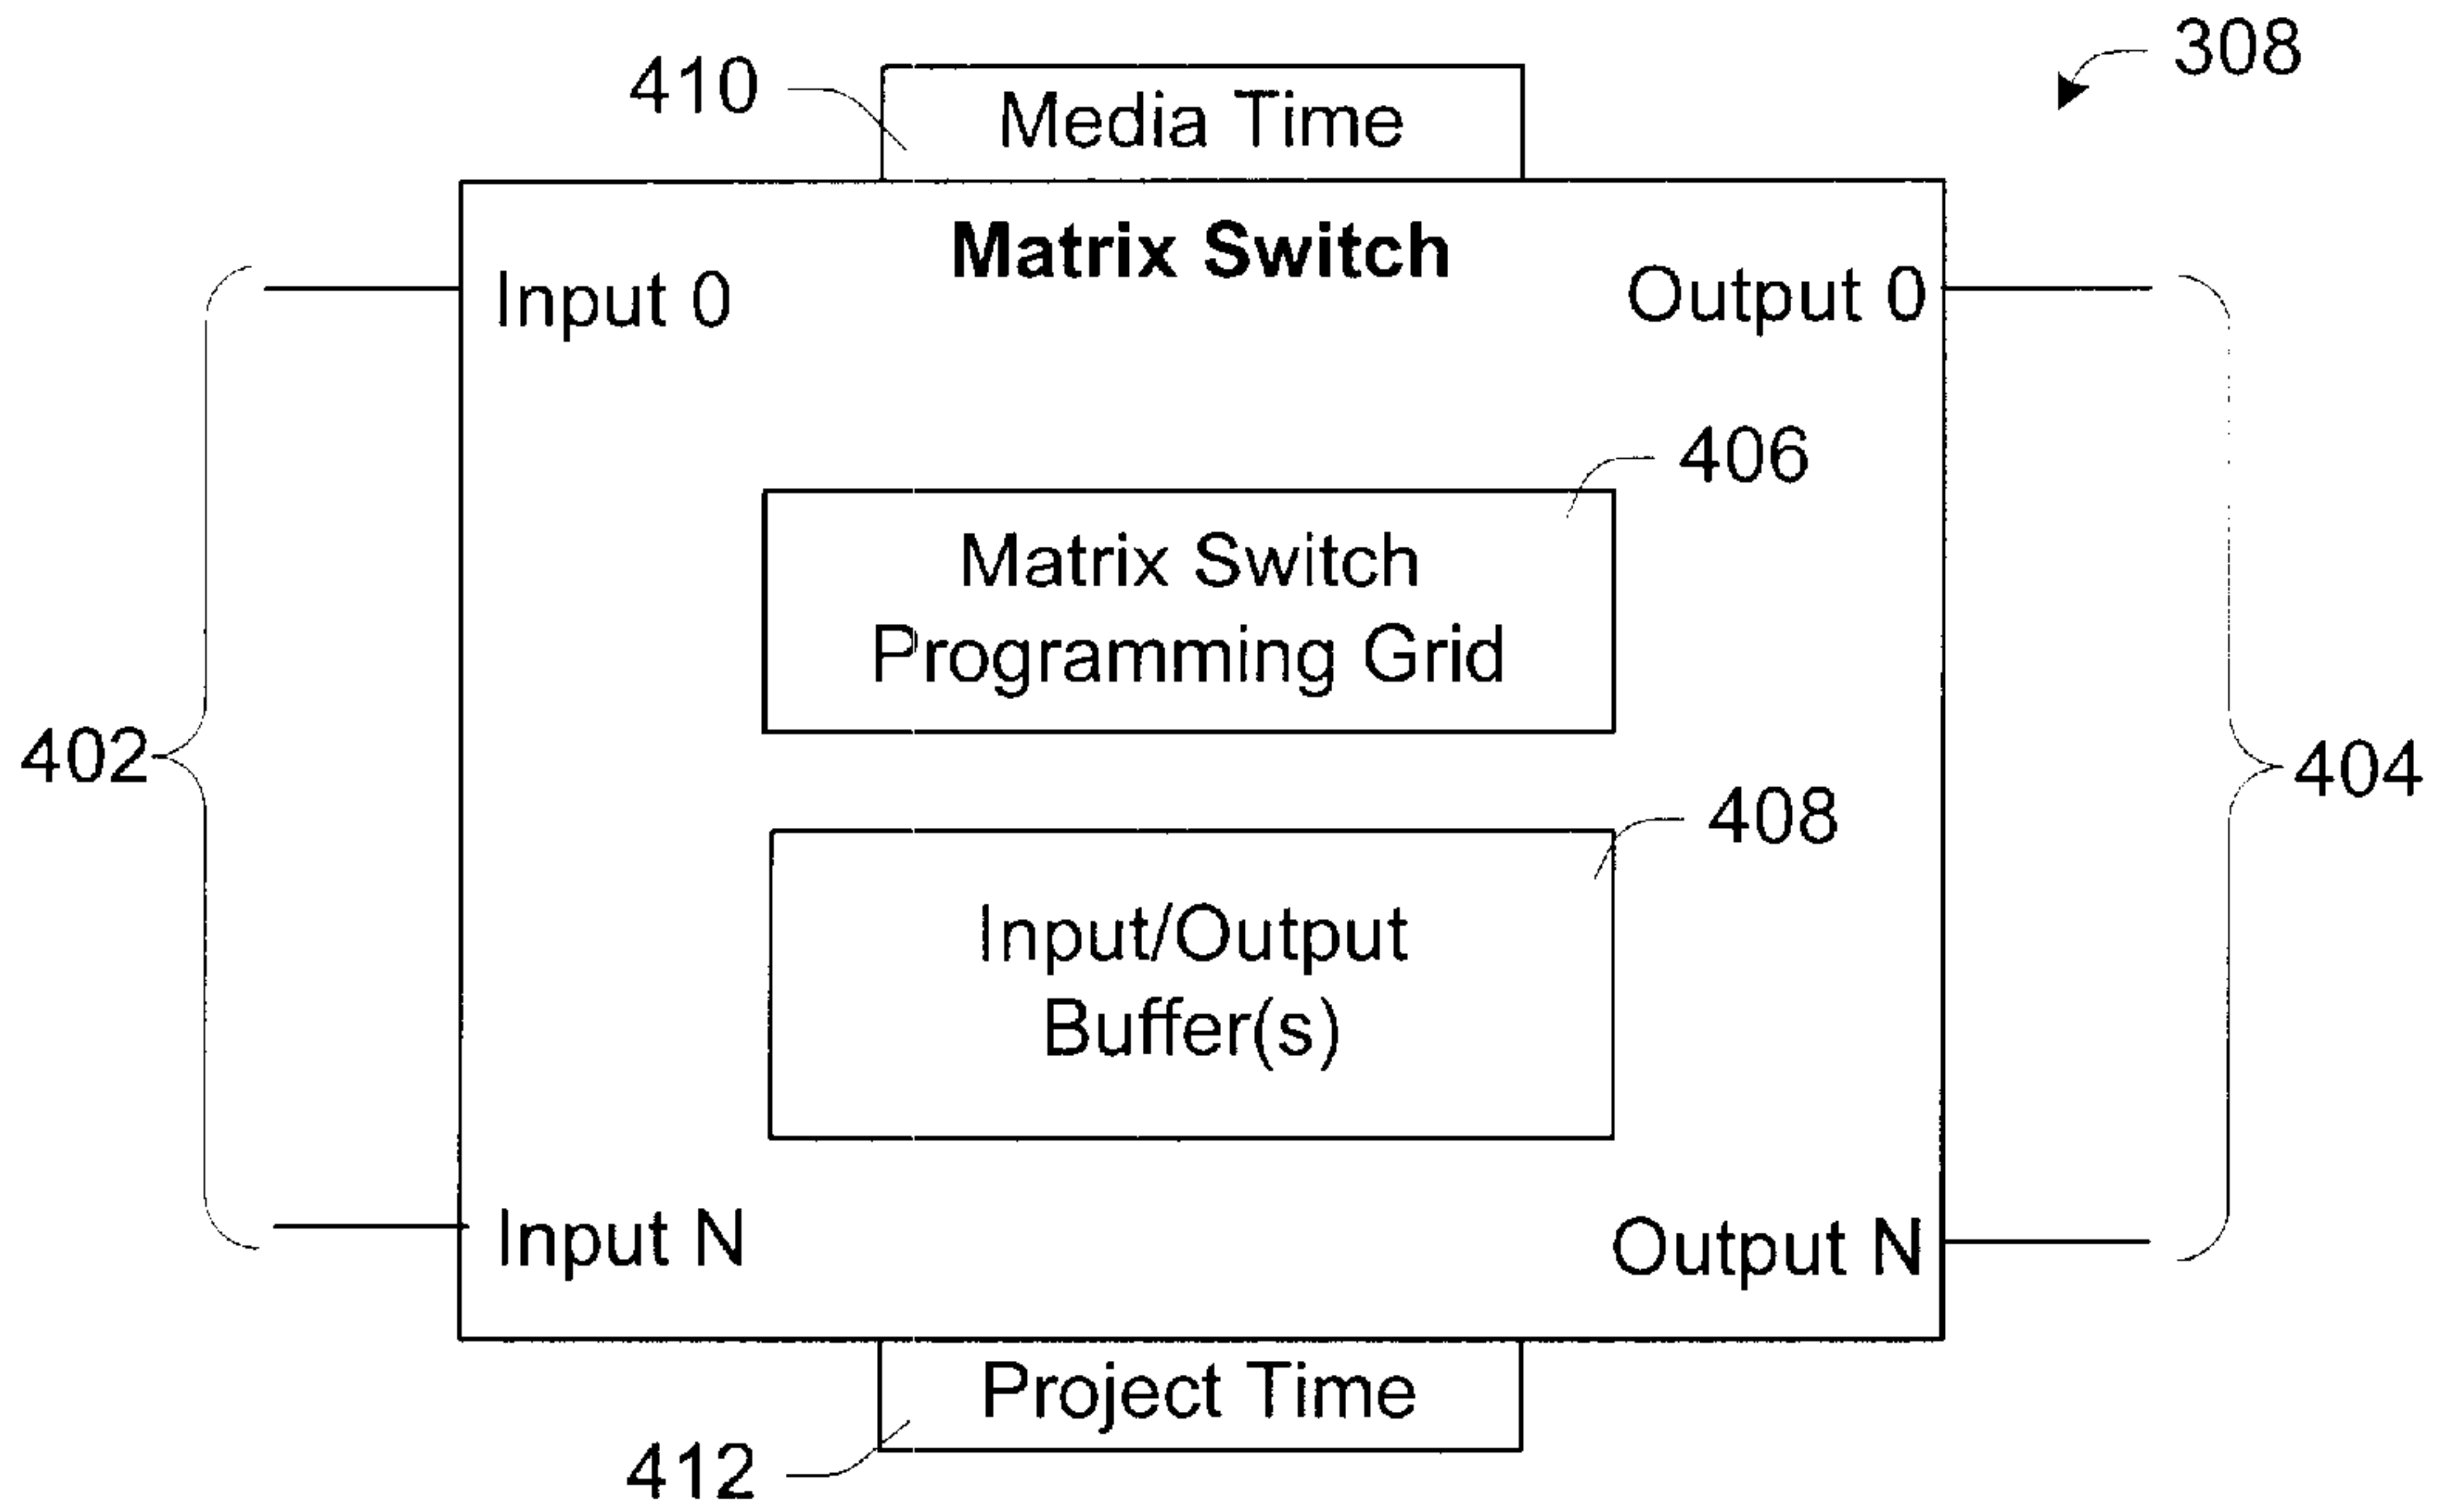 308
410
Media Time
Matrix Switch
Input 0
Output 0
406
Matrix Switch
Programming Grid
402
404
408
Input/Output
Buffer(s)
Input N
Output N
Project Time
412